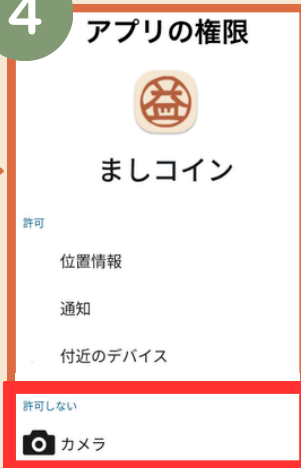 4
アプリの権限
ましコイン
許可
位置情報
通知
付近のデバイス
許可しない
カメラ